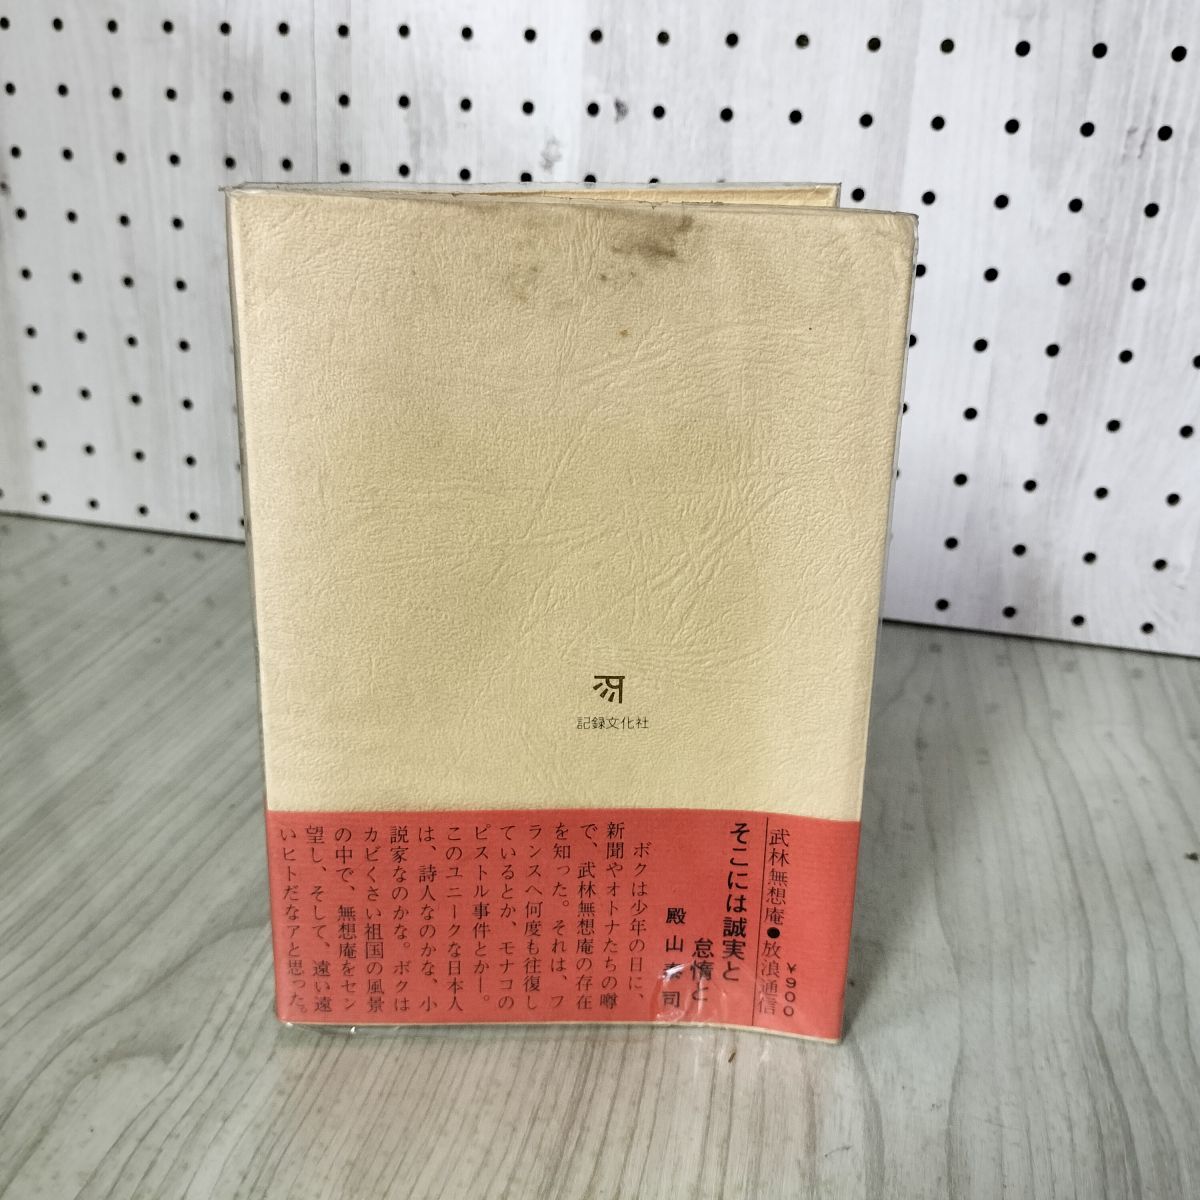 記録文化社
武林無想庵●放浪通信
¥900
そこには誠実と
怠惰と
殿山泰司
ボクは少年の日に、
新聞やオトナたちの噂
で、武林無想庵の存在
を知った。それは、フ
ランスへ何度も往復し
ているとか、モナコの
ピストル事件とかー。
このユニークな日本人
は、詩人なのかな、小
説家なのかな。ボクは
カビくさい祖国の風景
の中で、無想庵をセン
望し、そして、遠い遠
いヒトだなアと思った。